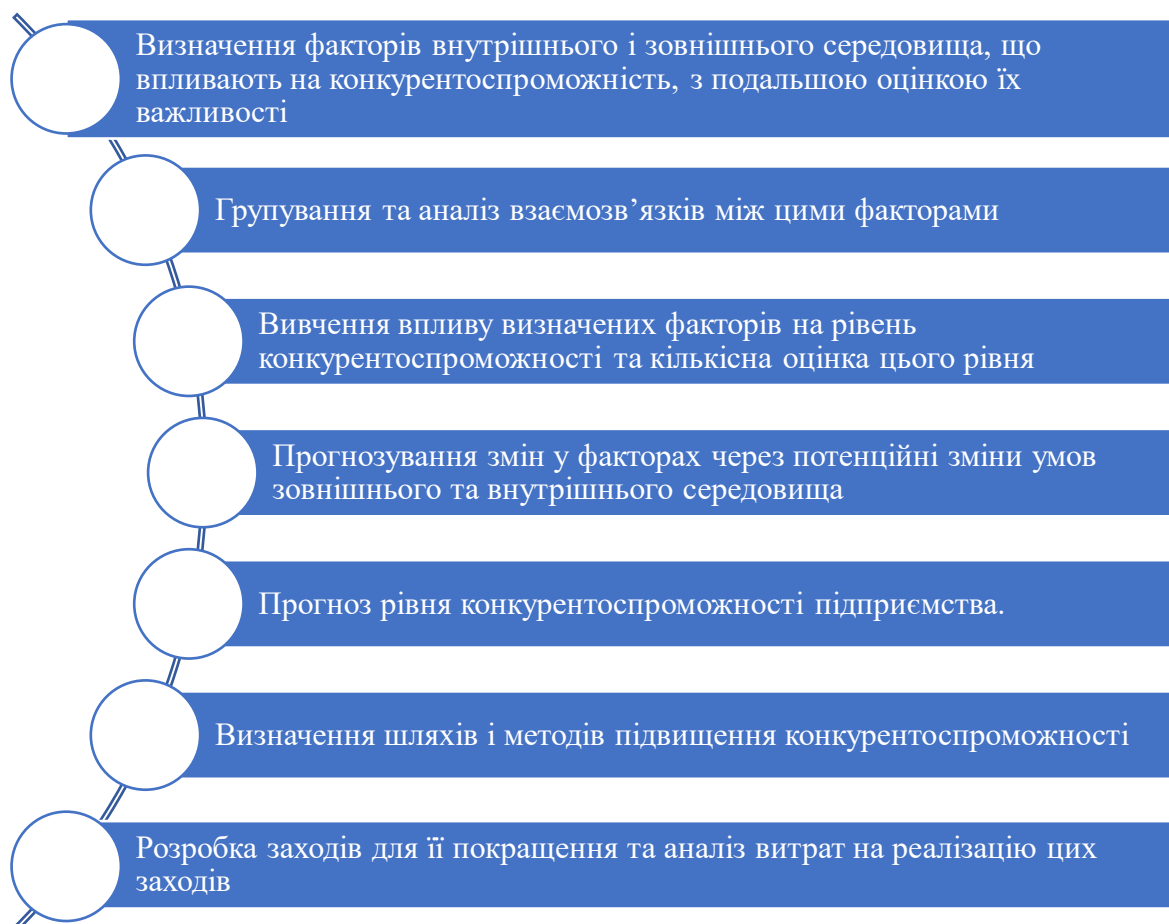 Визначення факторів внутрішнього і зовнішнього середовища, що
впливають на конкурентоспроможність, з подальшою оцінкою їх
важливості
Групування та аналіз взаємозв’язків між цими факторами
Вивчення впливу визначених факторів на рівень
конкурентоспроможності та кількісна оцінка цього рівня
Прогнозування змін у факторах через потенційні зміни умов
зовнішнього та внутрішнього середовища
Прогноз рівня конкурентоспроможності підприємства.
Визначення шляхів і методів підвищення конкурентоспроможності
Розробка заходів для її покращення та аналіз витрат на реалізацію цих
заходів